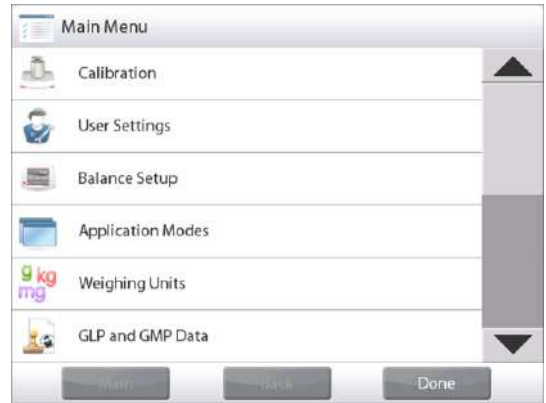 Main Menu
Calibration
User Settings
Balance Setup
Application Modes
g kg
mg
Weighing Units
GLP and GMP Data
Main
Back
Done